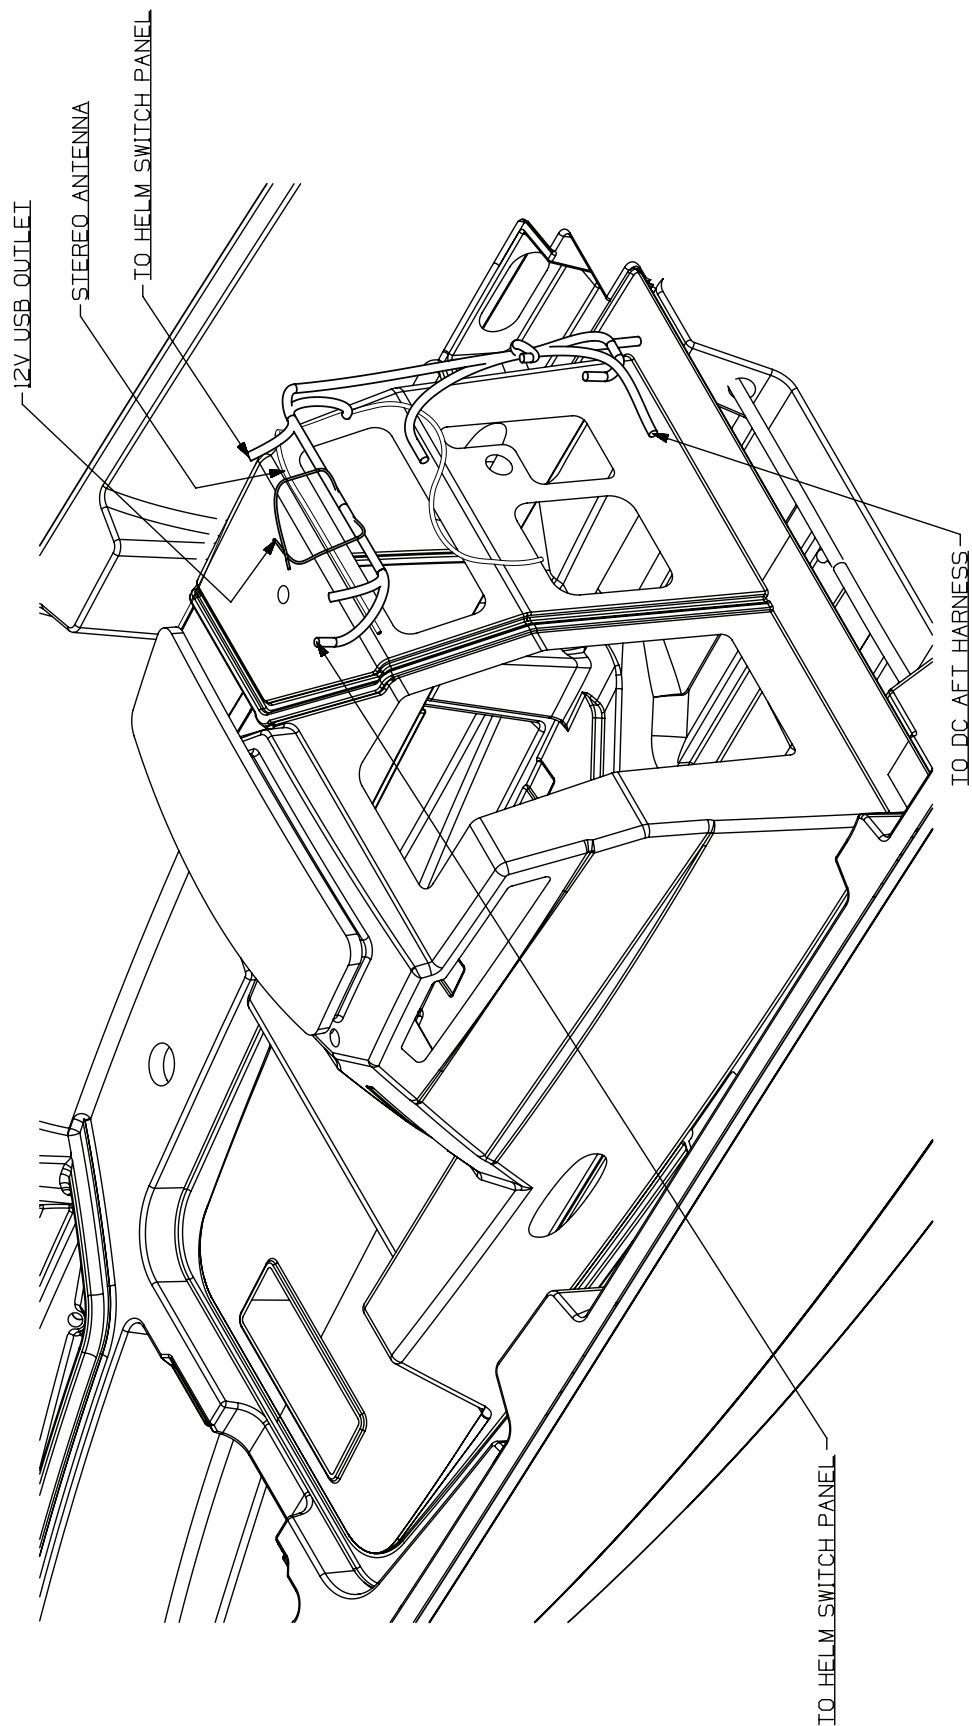 12V USB OUTLET
STEREO ANTENNA
TO HELM SWITCH PANEL
TO HELM SWITCH PANEL
TO DC AFT HARNESS